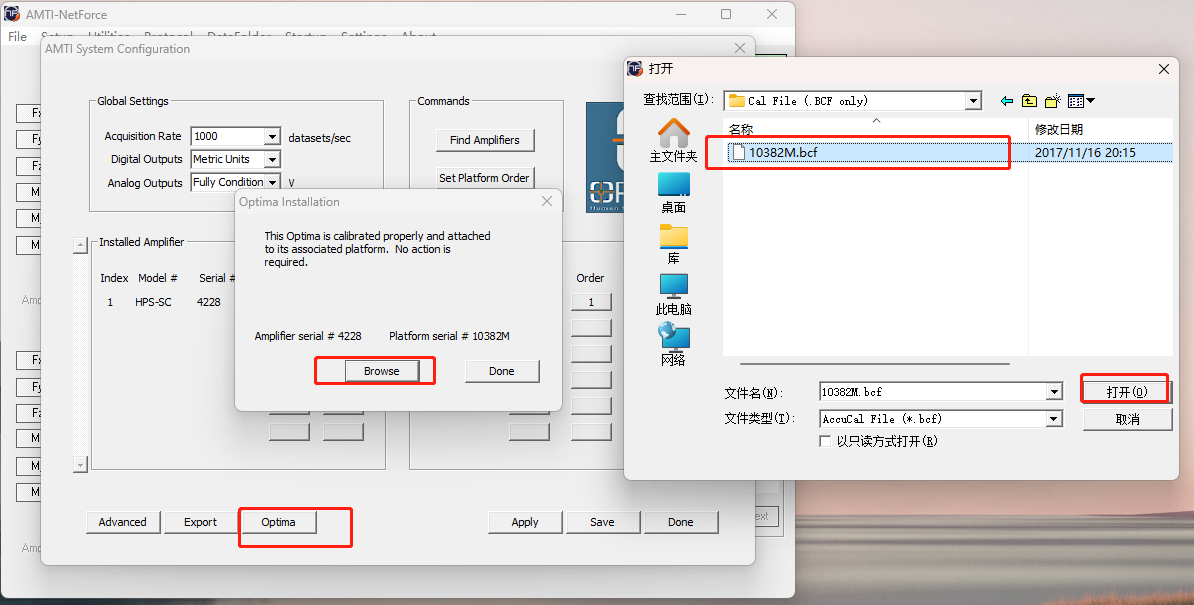 AMTI-NetForce
File
AMTI System Configuration
Global Settings
Acquisition Rate 1000 datasets/sec
Digital Outputs Metric Units
Analog Outputs Fully Condition V
Commands
Find Amplifiers
Set Platform Order
Installed Amplifier
Index Model # Serial #
1 HPS-SC 4228
Order
1
Optima Installation
This Optima is calibrated properly and attached
to its associated platform. No action is
required.
Amplifier serial # 4228 Platform serial # 10382M
Browse Done
Advanced Export Optima Apply Save Done
打开
查找范围(I): Cal File (.BCF only)
名称 修改日期
10382M.bcf 2017/11/16 20:15
主文件夹
桌面
库
此电脑
网络
文件名(N): 10382M.bcf 打开(O)
文件类型(T): AccuCal File (*.bcf) 取消
以只读方式打开(R)